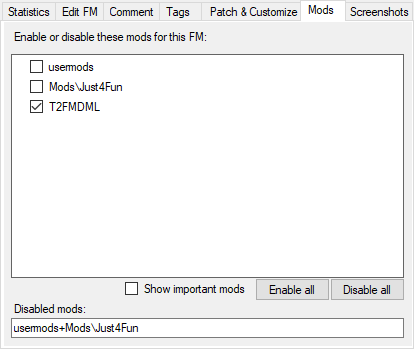 Statistics Edit FM Comment Tags Patch & Customize Mods Screenshots
Enable or disable these mods for this FM:
usermods
Mods\Just4Fun
T2FMDML
Show important mods Enable all Disable all
Disabled mods:
usermods+Mods\Just4Fun